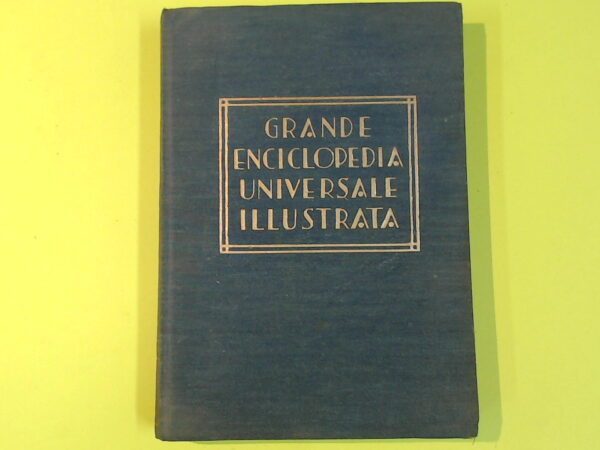 GRANDE
ENCICLOPEDIA
UNIVERSALE
ILLUSTRATA